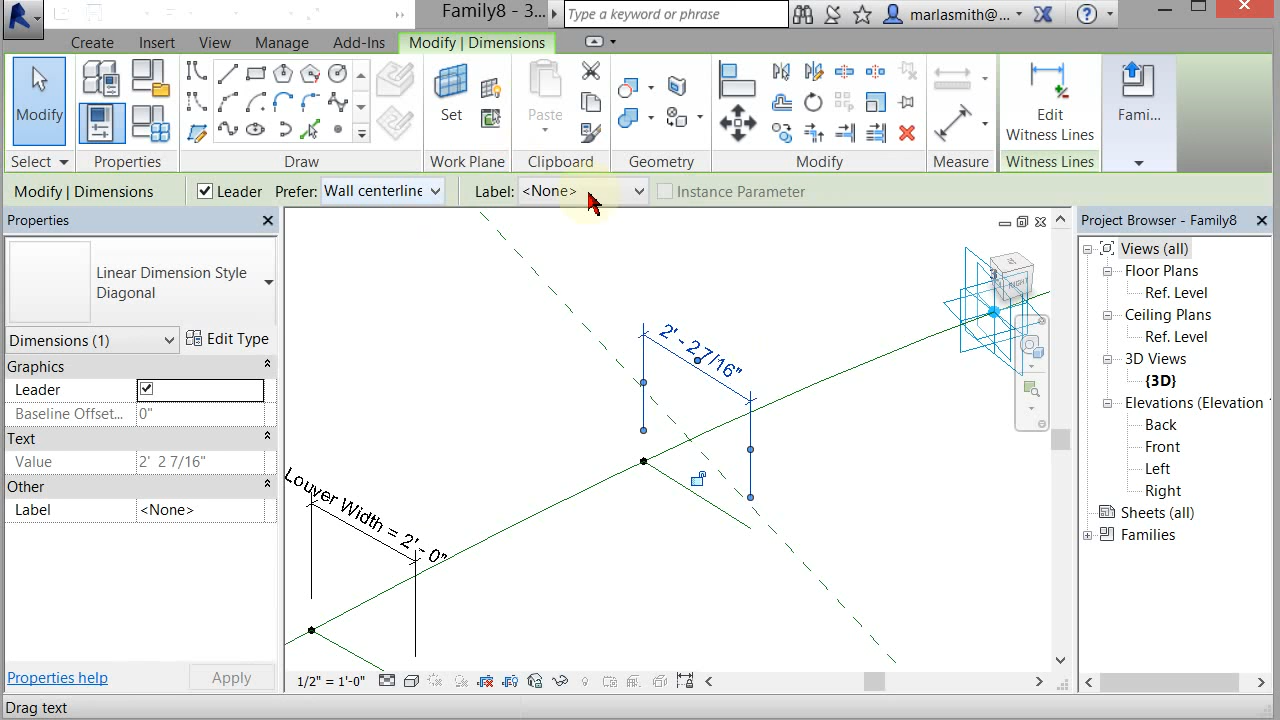 Family8 - 3...
Type a keyword or phrase
marlasmith@...
Create
Insert
View
Manage
Add-Ins
Modify | Dimensions
Modify
Set
Paste
Edit
Witness Lines
Fami...
Select
Properties
Draw
Work Plane
Clipboard
Geometry
Modify
Measure
Witness Lines
Modify | Dimensions
Leader
Prefer:
Wall centerline
Label:
<None>
Instance Parameter
Properties
Linear Dimension Style
Diagonal
Dimensions (1)
Edit Type
Graphics
Leader
Baseline Offset...
0"
Text
Value
2' 2 7/16"
Other
Label
<None>
Properties help
Apply
2' - 2 7/16"
Louver Width = 2' - 0"
1/2" = 1'-0"
Project Browser - Family8
Views (all)
Floor Plans
Ref. Level
Ceiling Plans
Ref. Level
3D Views
{3D}
Elevations (Elevation 1
Back
Front
Left
Right
Sheets (all)
Families
Drag text